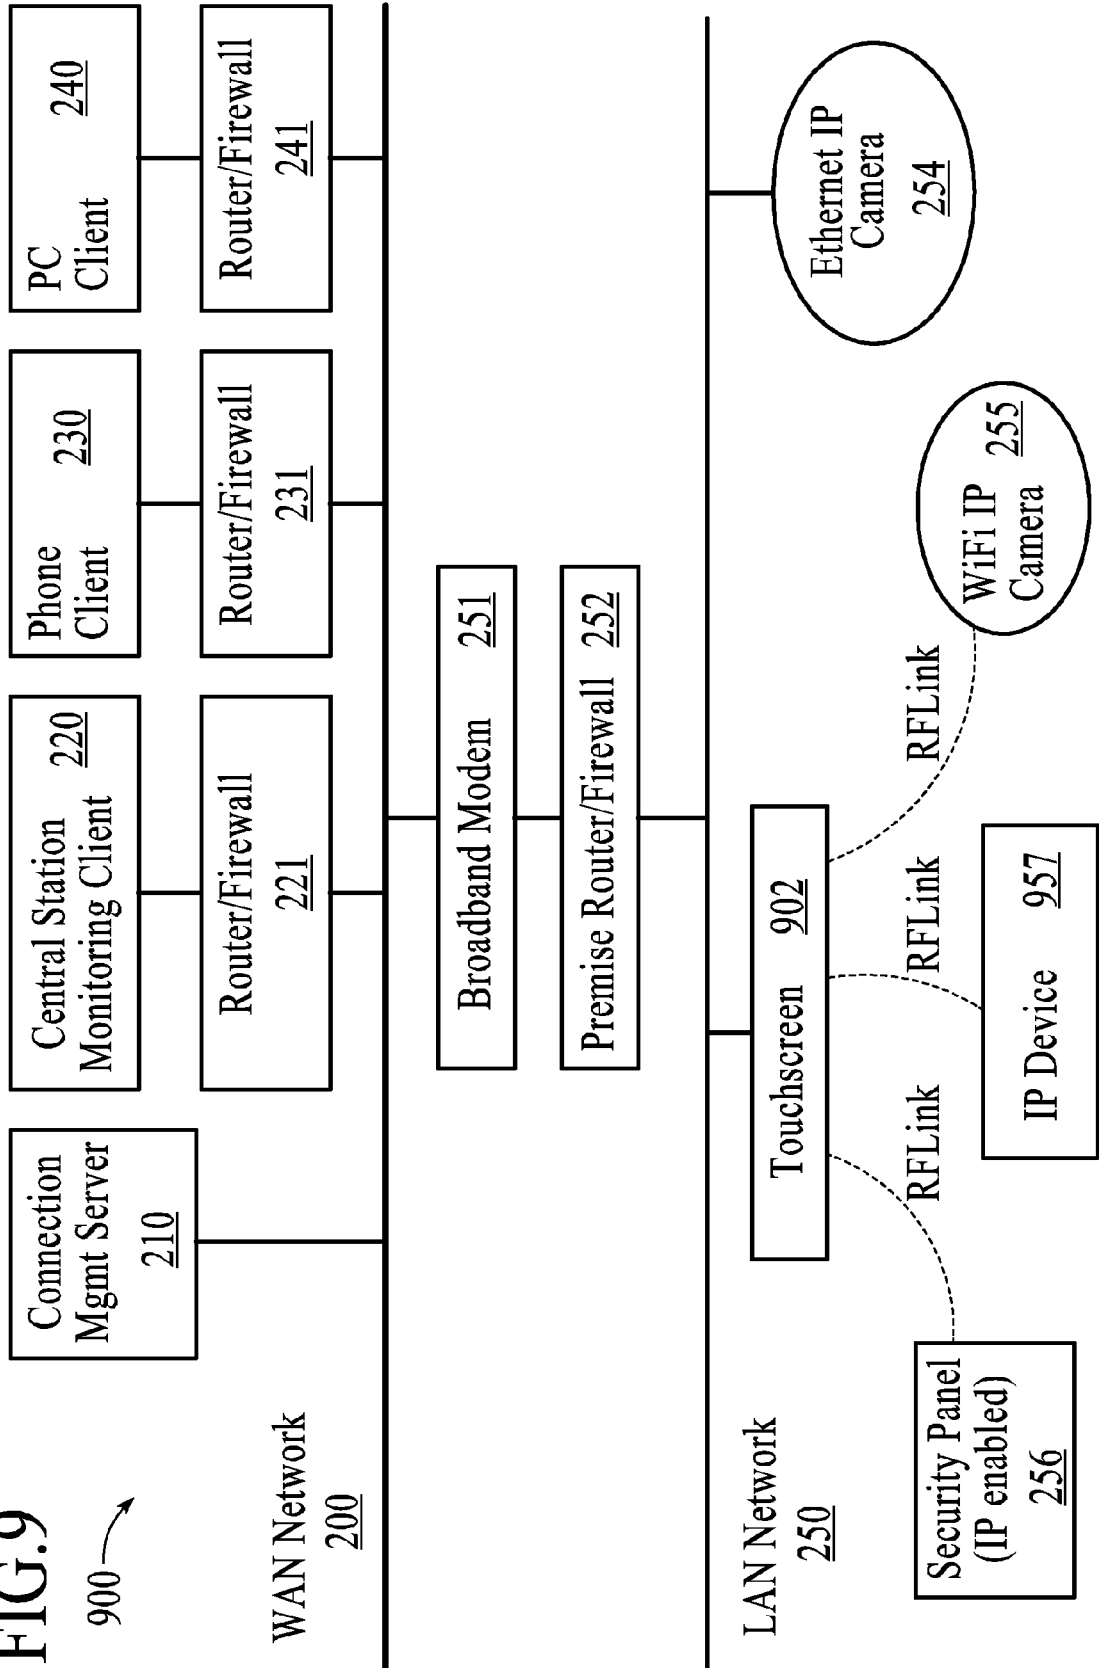 FIG.9
900
Connection
Mgmt Server
210
Central Station
Monitoring Client
220
Phone
Client
230
PC
Client
240
Router/Firewall
221
Router/Firewall
231
Router/Firewall
241
WAN Network
200
Broadband Modem 251
Premise Router/Firewall 252
LAN Network
250
Touchscreen 902
Ethernet IP
Camera
254
RFLink
RFLink
RFLink
Security Panel
(IP enabled)
256
IP Device 957
WiFi IP
Camera
255